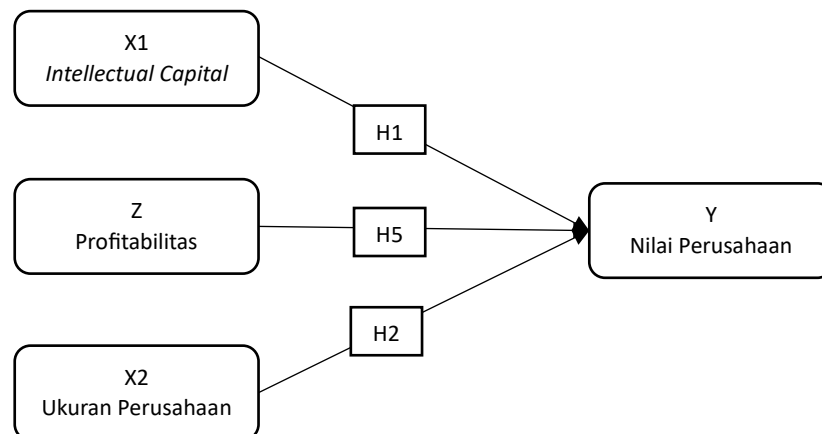 X1
Intellectual Capital
H1
Z
Profitabilitas
H5
Y
Nilai Perusahaan
H2
X2
Ukuran Perusahaan